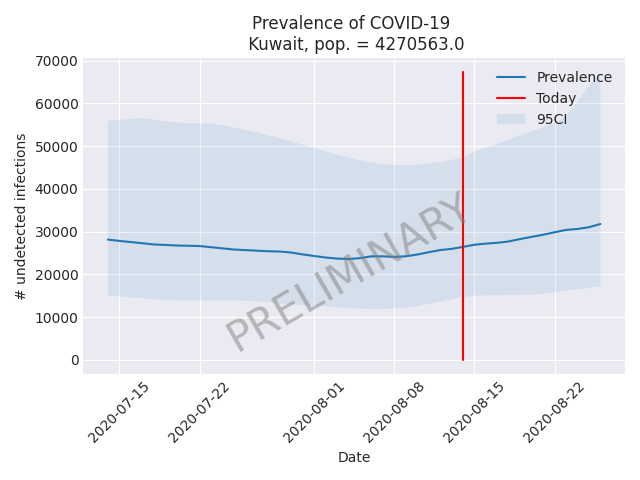 Prevalence of COVID-19
Kuwait, pop. = 4270563.0
70000
60000
50000
40000
30000
20000
10000
0
# undetected infections
Prevalence
Today
95CI
PRELIMINARY
2020-07-15
2020-07-22
2020-08-01
2020-08-08
2020-08-15
2020-08-22
Date